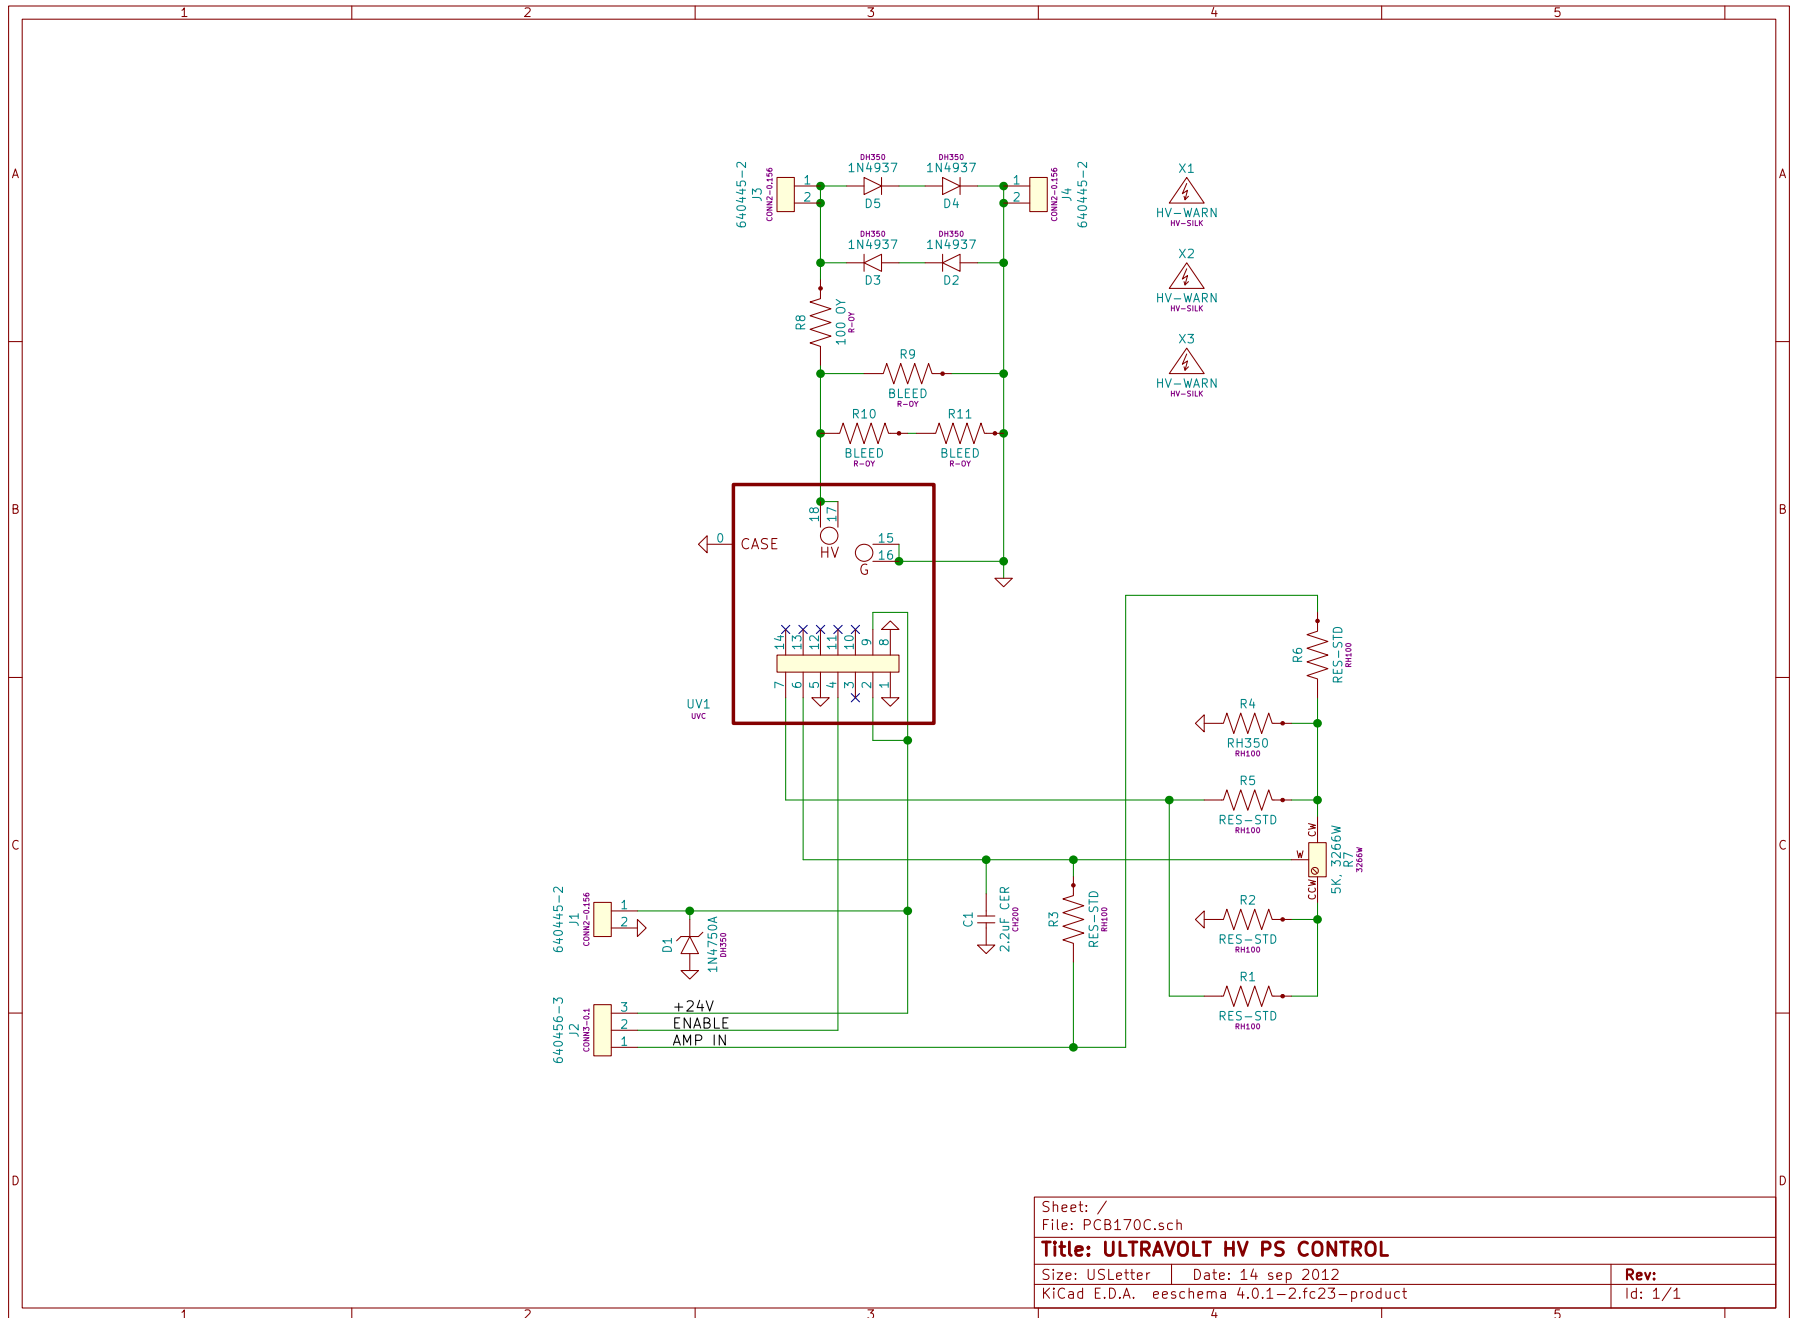 1 2 3 4 5
A A
B B
C C
D D
640445-2
J3
CONN2-0.156
1
2
DH350
1N4937
D5
DH350
1N4937
D4
1
2
CONN2-0.156
J4
640445-2
DH350
1N4937
D3
DH350
1N4937
D2
X1
HV-WARN
HV-SILK
X2
HV-WARN
HV-SILK
X3
HV-WARN
HV-SILK
R8
100 OY
R-OY
R9
BLEED
R-OY
R10
BLEED
R-OY
R11
BLEED
R-OY
0
CASE
18
17
HV
15
16
G
14
13
12
11
10
9
8
7
6
5
4
3
2
1
UV1
UVC
R6
RES-STD
RH100
R4
RH350
RH100
R5
RES-STD
RH100
CW
W
CCW
5K, 3266W
R7
3266W
R2
RES-STD
RH100
R1
RES-STD
RH100
C1
2.2uF CER
CH200
R3
RES-STD
RH100
640445-2
J1
CONN2-0.156
1
2
D1
1N4750A
DH350
640456-3
J2
CONN3-0.1
3
2
1
+24V
ENABLE
AMP IN
Sheet: /
File: PCB170C.sch
Title: ULTRAVOLT HV PS CONTROL
Size: USLetter Date: 14 sep 2012 Rev:
KiCad E.D.A. eeschema 4.0.1-2.fc23-product Id: 1/1
1 2 3 4 5